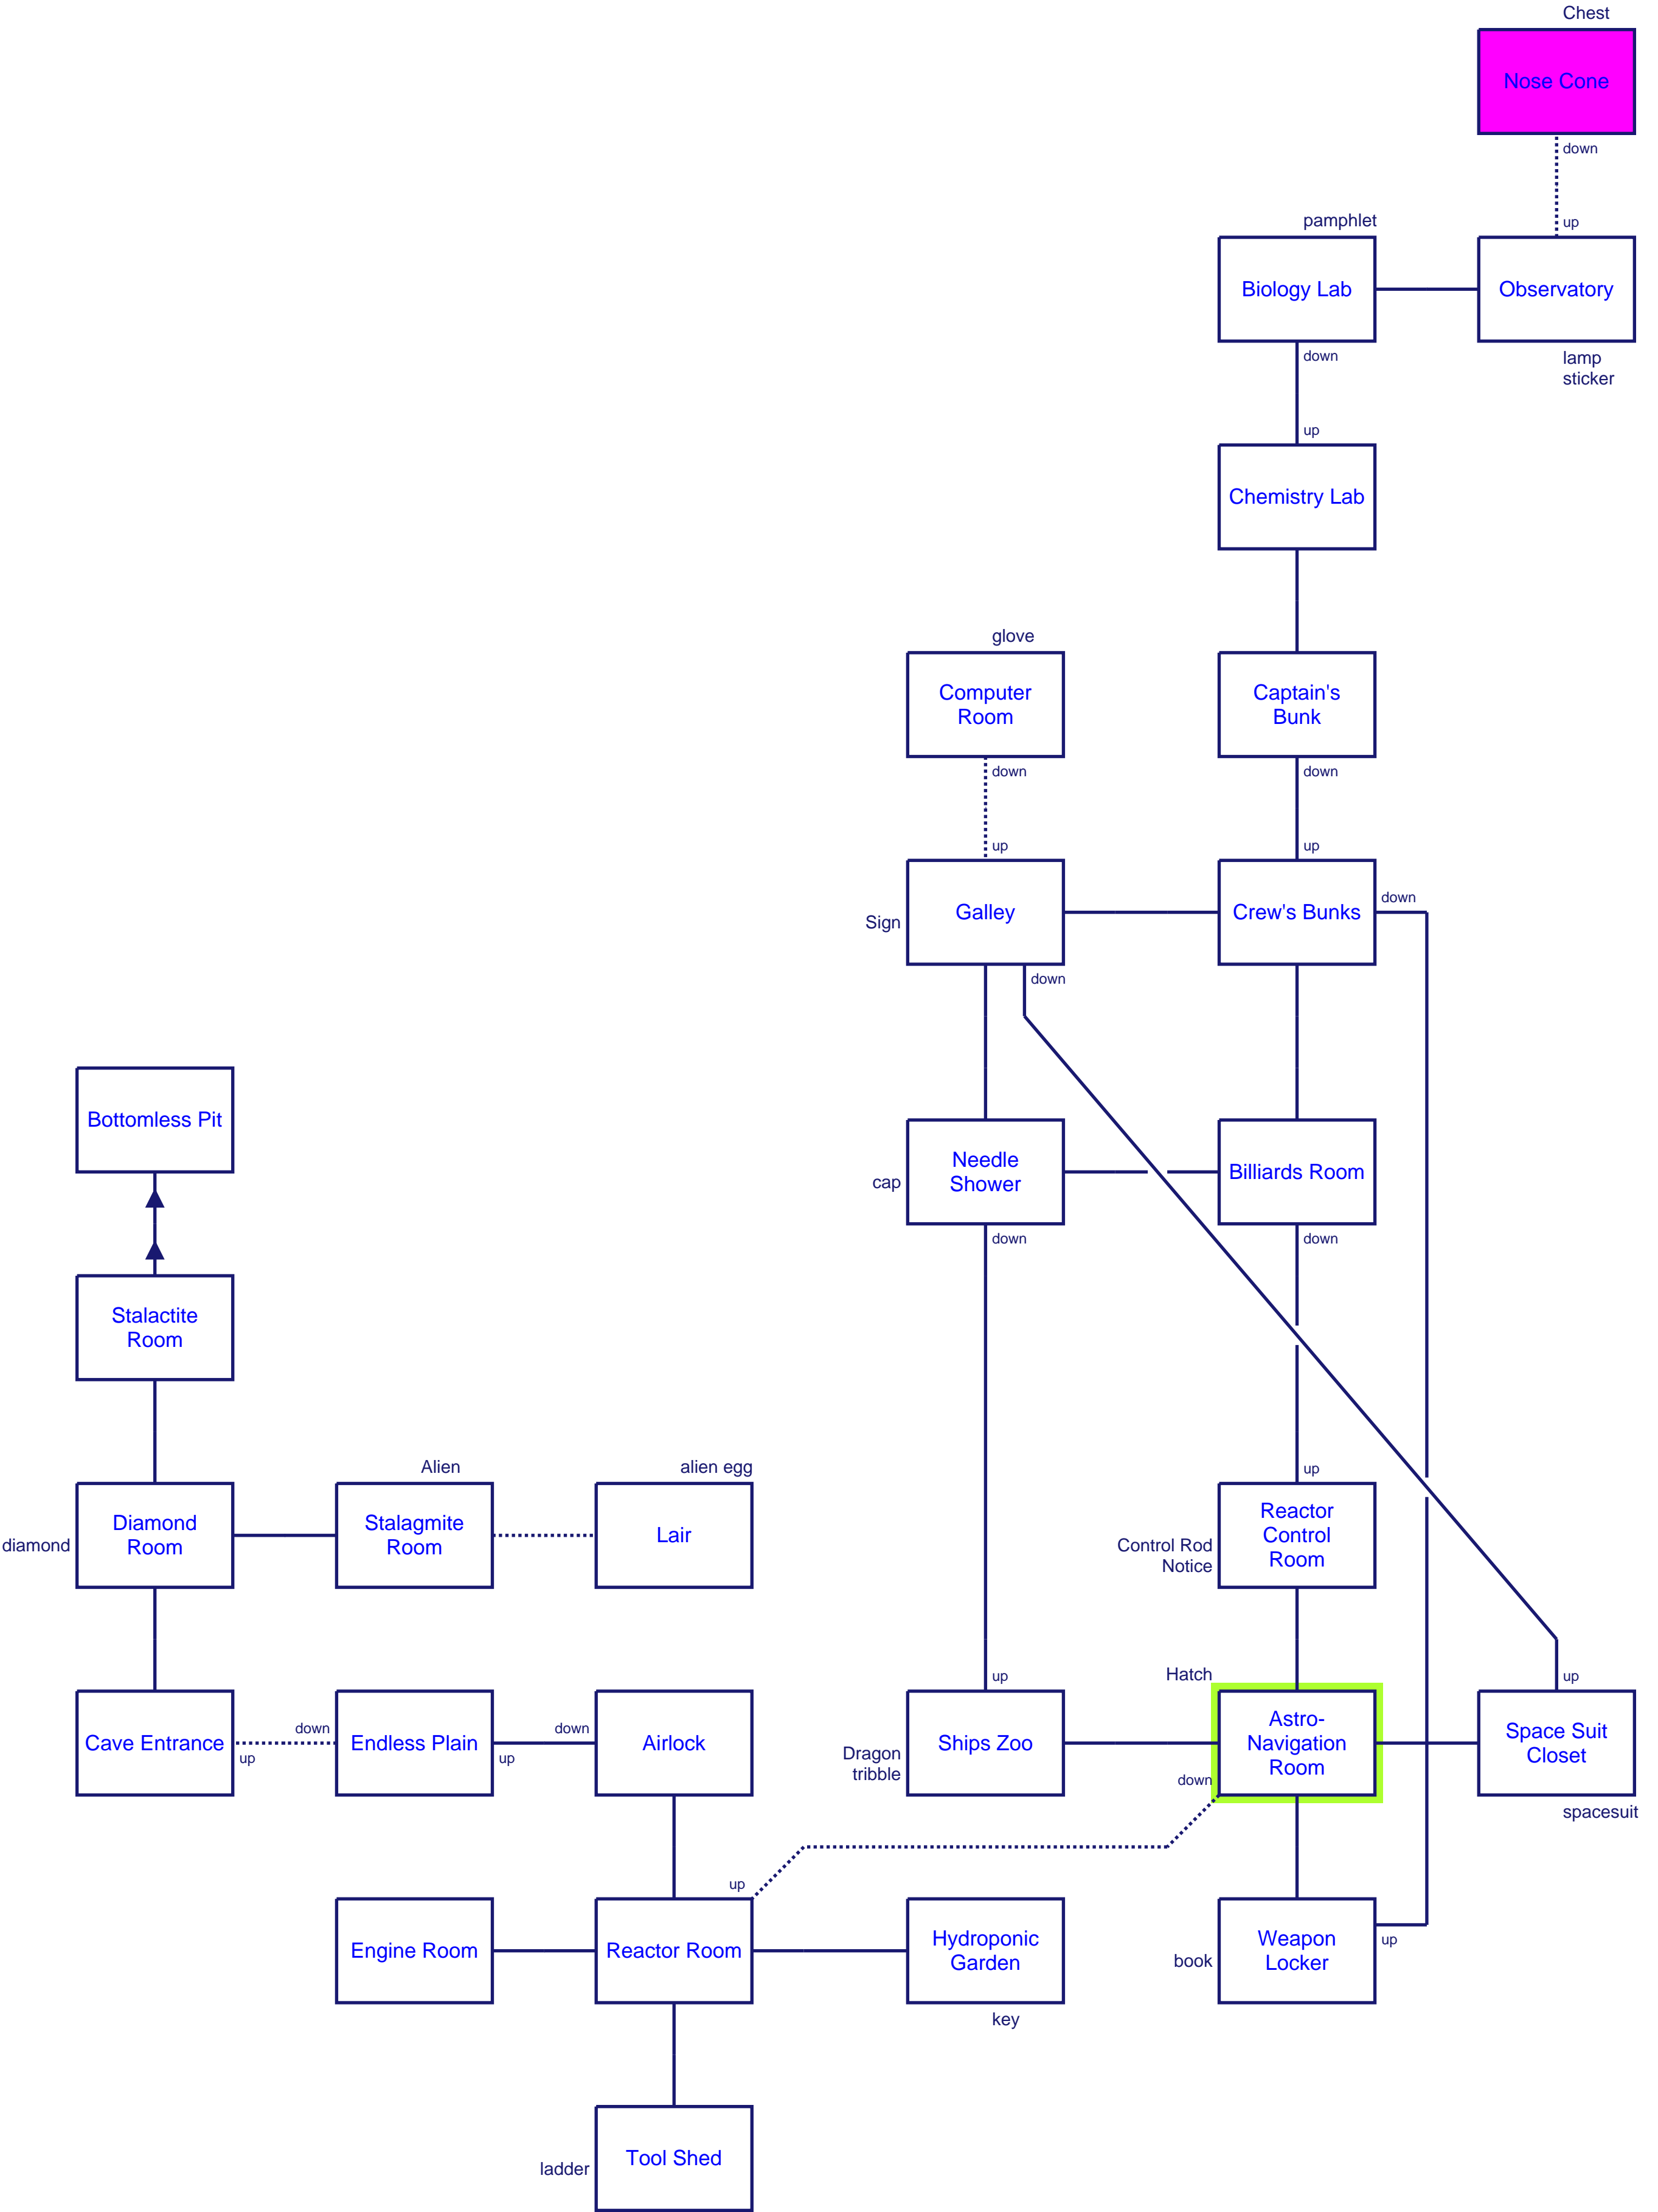 Chest
Nose Cone
down
up
pamphlet
Biology Lab
Observatory
down
lamp
sticker
up
Chemistry Lab
glove
Computer
Room
Captain's
Bunk
down
down
up
up
Sign
Galley
Crew's Bunks
down
down
Bottomless Pit
cap
Needle
Shower
Billiards Room
down
down
Stalactite
Room
Alien
alien egg
up
diamond
Diamond
Room
Stalagmite
Room
Lair
Control Rod
Notice
Reactor
Control
Room
up
Hatch
up
Cave Entrance
up
down
Endless Plain
up
down
Airlock
Dragon
tribble
Ships Zoo
Astro-
Navigation
Room
down
Space Suit
Closet
spacesuit
up
Engine Room
Reactor Room
Hydroponic
Garden
key
book
Weapon
Locker
up
ladder
Tool Shed